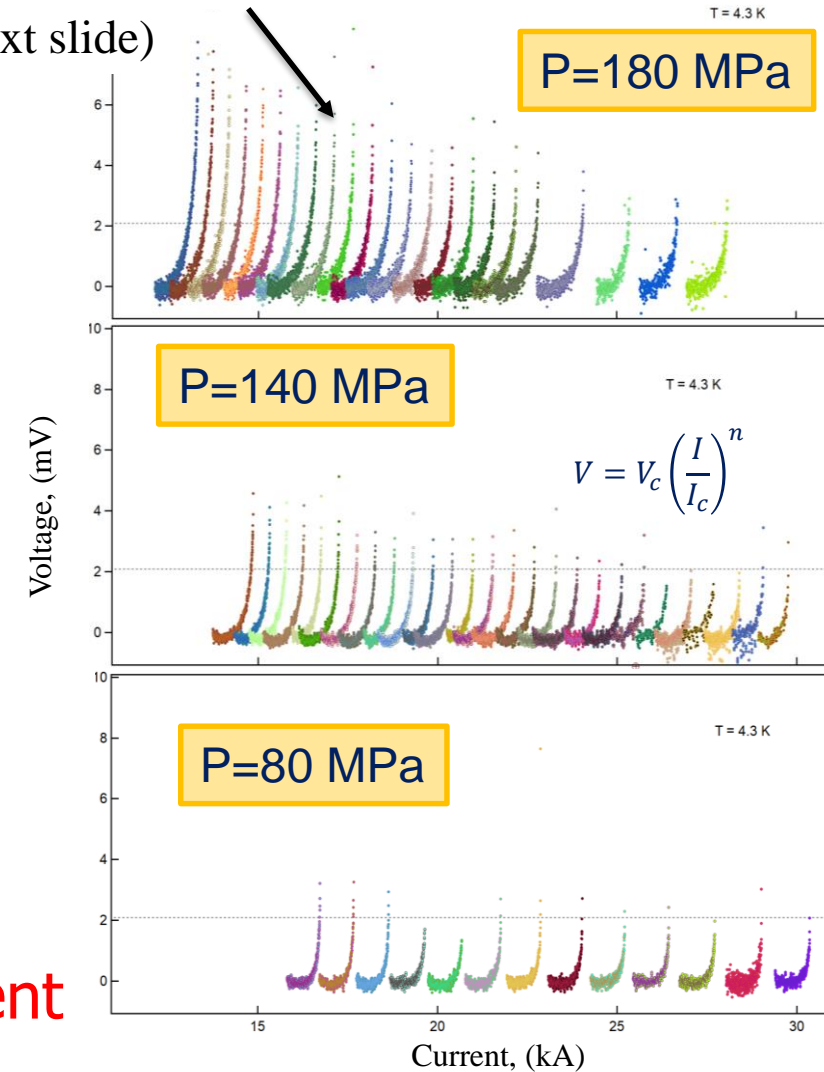 xt slide)
T = 4.3 K
P=180 MPa
6
4
2
0
10
P=140 MPa
T = 4.3 K
8
6
V = V_c (I/I_c)^n
4
2
0
Voltage, (mV)
10
T = 4.3 K
P=80 MPa
8
6
4
2
0
ent
15 20 25 30
Current, (kA)